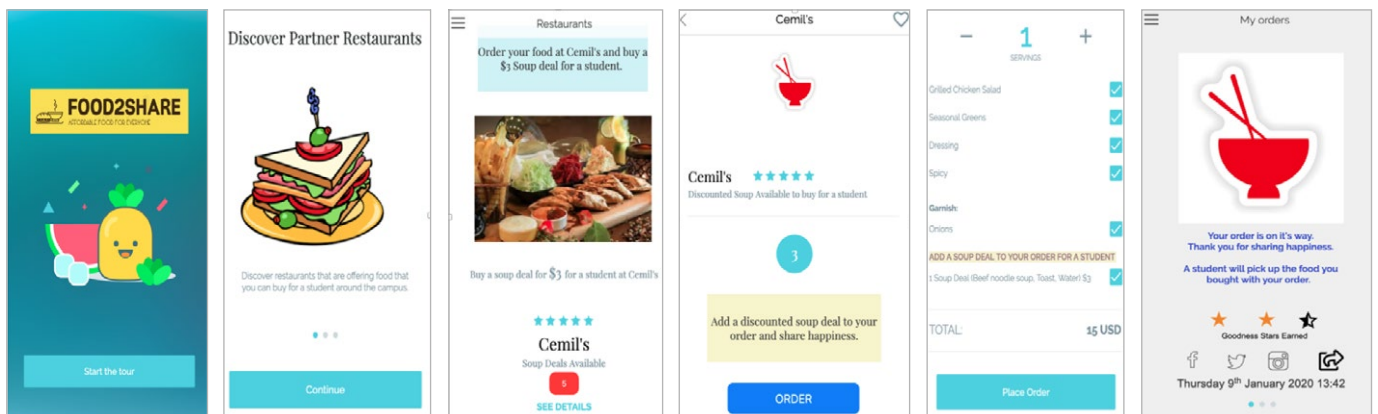 FOOD2SHARE
AFFORDABLE FOOD FOR EVERYONE
Start the tour
Discover Partner Restaurants
Discover restaurants that are offering food that
you can buy for a student around the campus.
Continue
Restaurants
Order your food at Cemil's and buy a
$3 Soup deal for a student.
Buy a soup deal for $3 for a student at Cemil's
Cemil's
Soup Deals Available
5
SEE DETAILS
Cemil's
Cemil's
Discounted Soup Available to buy for a student
3
Add a discounted soup deal to your
order and share happiness.
ORDER
1
SERVINGS
Grilled Chicken Salad
Seasonal Greens
Dressing
Spicy
Garnish:
Onions
ADD A SOUP DEAL TO YOUR ORDER FOR A STUDENT
1 Soup Deal (Beef noodle soup, Toast, Water) $3
TOTAL: 15 USD
Place Order
My orders
Your order is on it's way.
Thank you for sharing happiness.
A student will pick up the food you
bought with your order.
Goodness Stars Earned
Thursday 9th January 2020 13:42